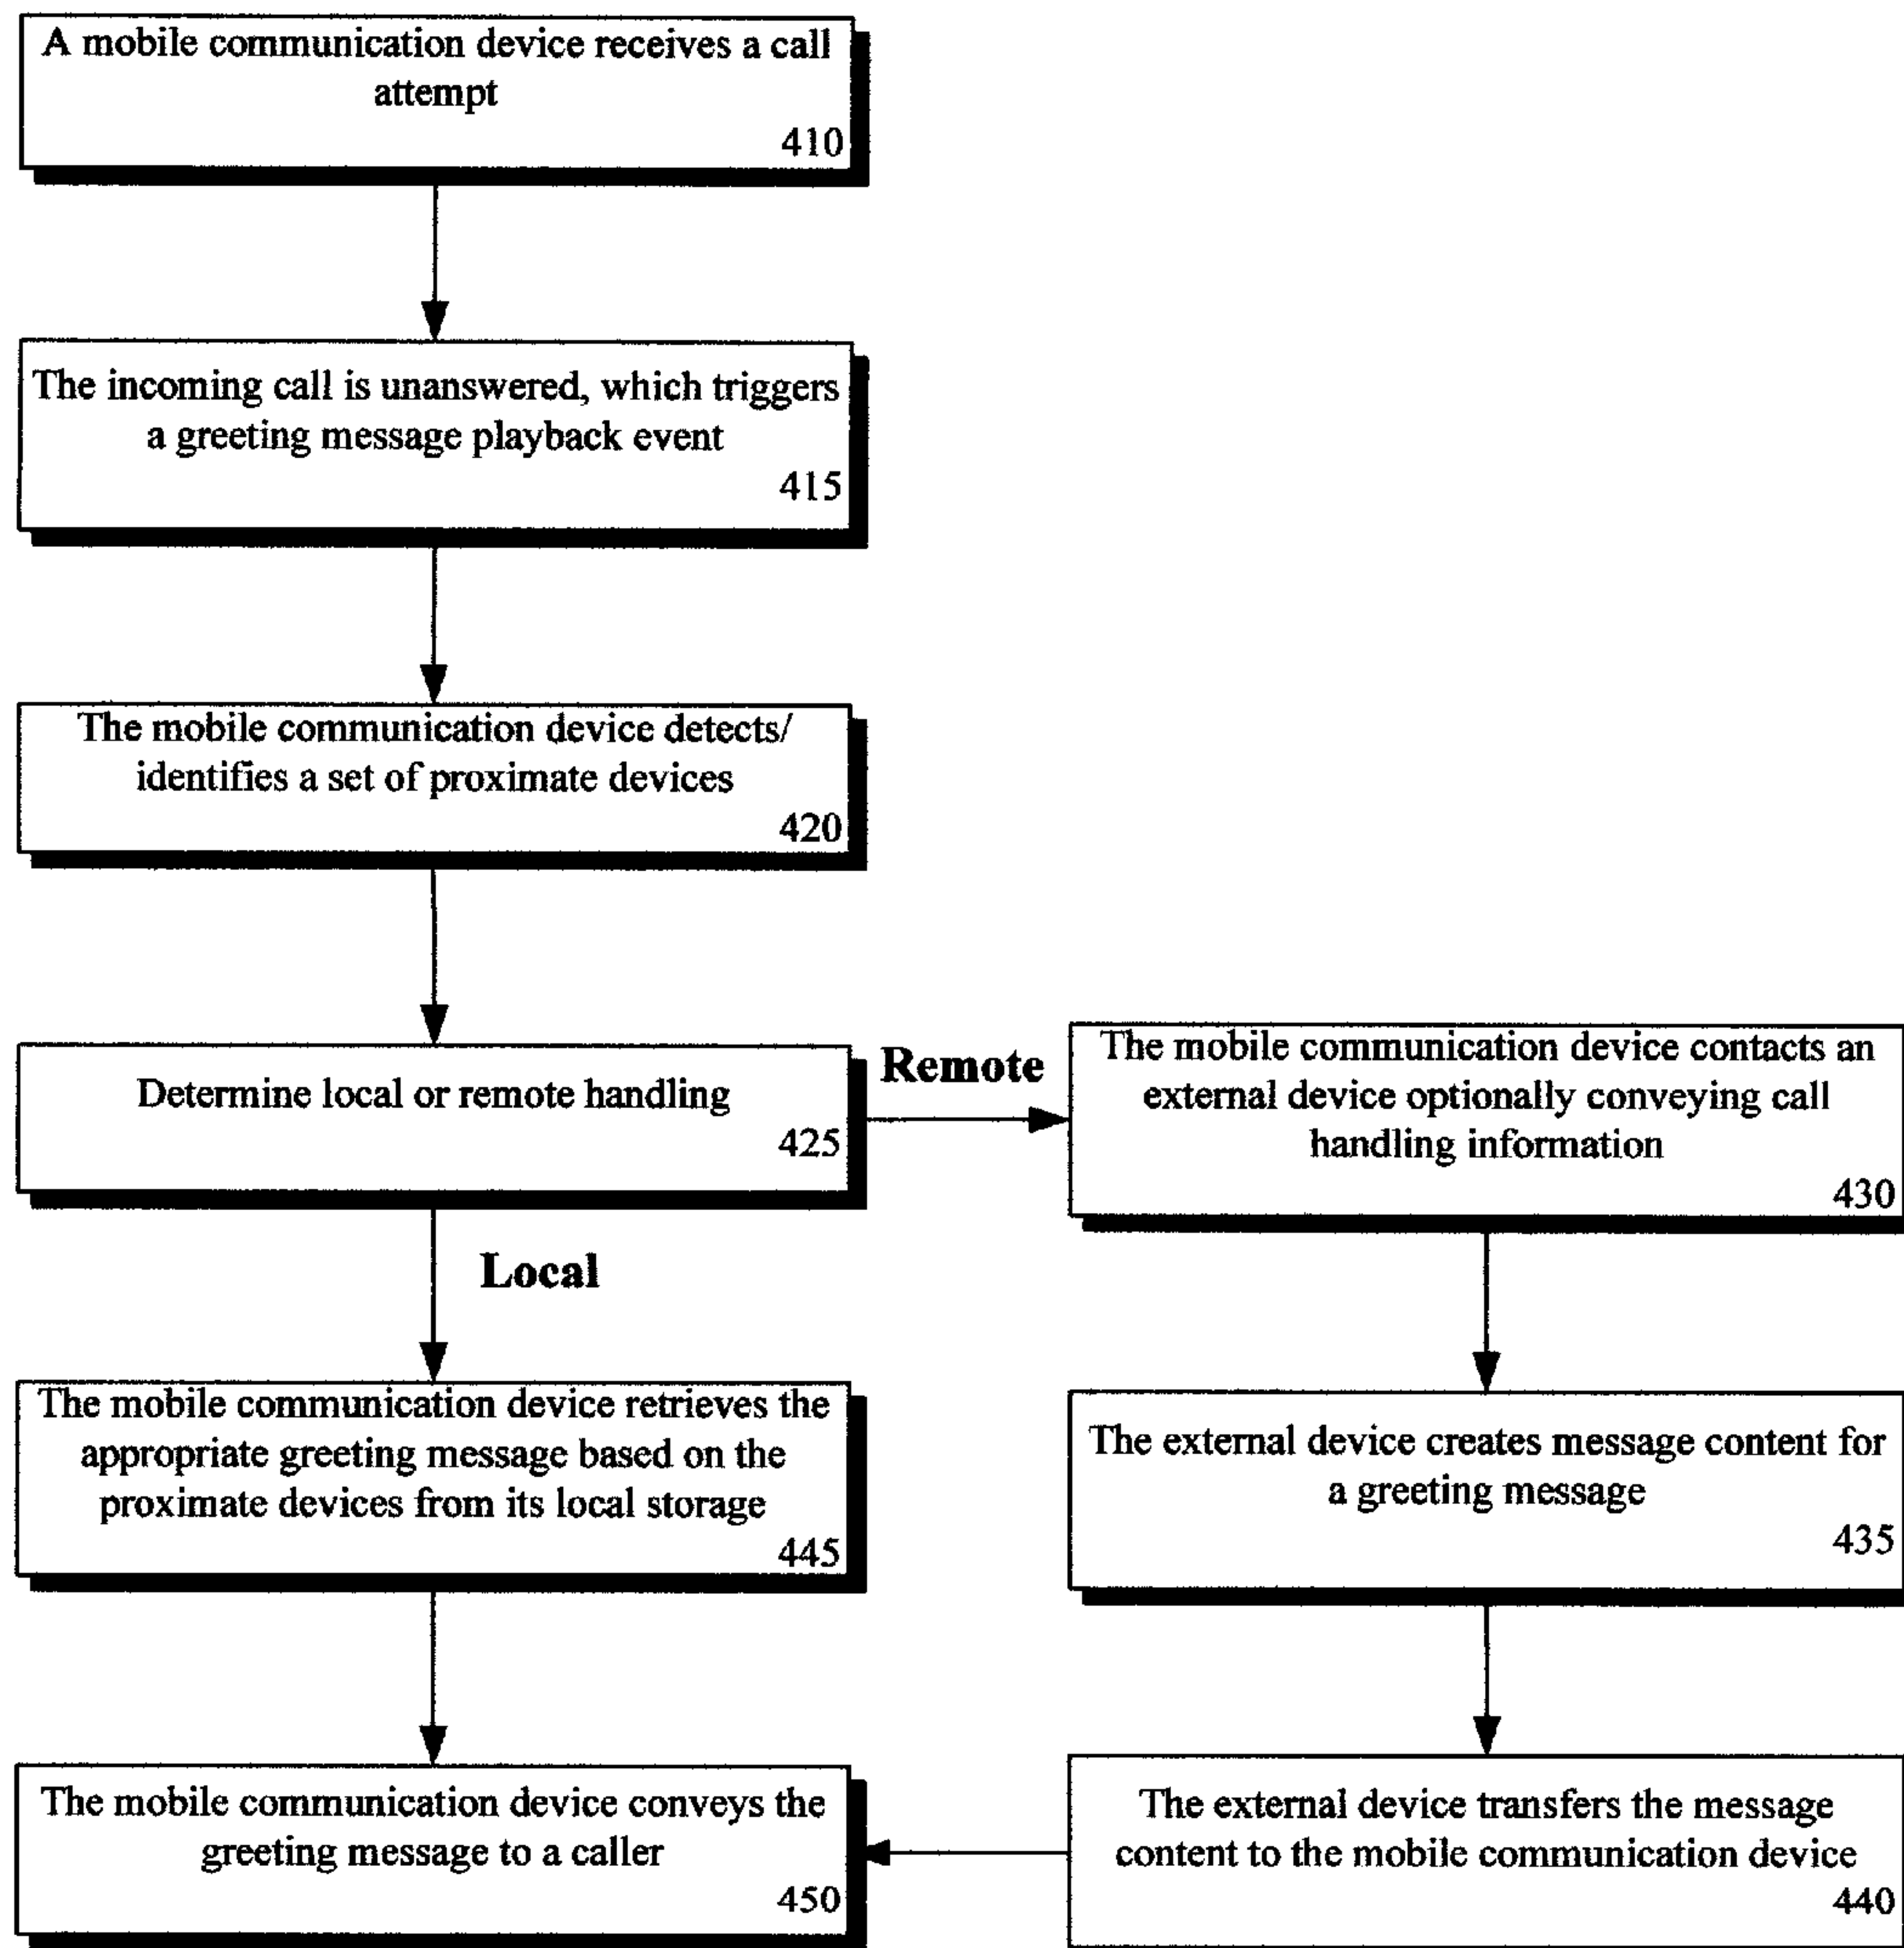 A mobile communication device receives a call
attempt
410
The incoming call is unanswered, which triggers
a greeting message playback event
415
The mobile communication device detects/
identifies a set of proximate devices
420
Determine local or remote handling
425
Remote
The mobile communication device contacts an
external device optionally conveying call
handling information
430
Local
The mobile communication device retrieves the
appropriate greeting message based on the
proximate devices from its local storage
445
The external device creates message content for
a greeting message
435
The mobile communication device conveys the
greeting message to a caller
450
The external device transfers the message
content to the mobile communication device
440